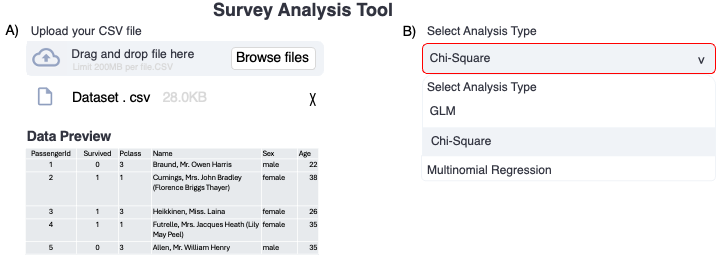 Survey Analysis Tool
A) Upload your CSV file
Drag and drop file here
Limit 200MB per file.CSV
Browse files
Dataset . csv 28.0KB X
Data Preview
PassengerId Survived Pclass Name Sex Age
1 0 3 Braund, Mr. Owen Harris male 22
2 1 1 Cumings, Mrs. John Bradley female 38
(Florence Briggs Thayer)
3 1 3 Heikkinen, Miss. Laina female 26
4 1 1 Futrelle, Mrs. Jacques Heath (Lily female 35
May Peel)
5 0 3 Allen, Mr. William Henry male 35
B) Select Analysis Type
Chi-Square v
Select Analysis Type
GLM
Chi-Square
Multinomial Regression